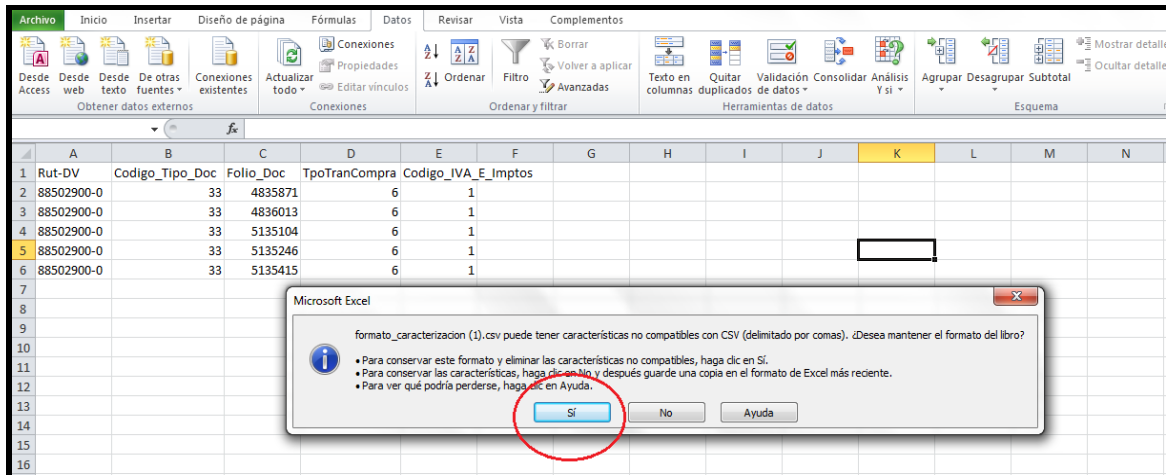 Archivo Inicio Insertar Diseño de página Fórmulas Datos Revisar Vista Complementos
Desde Access
Desde web
Desde texto
De otras fuentes
Obtener datos externos
Conexiones existentes
Actualizar todo
Conexiones
Propiedades
Editar vínculos
Conexiones
Ordenar
Filtro
Borrar
Volver a aplicar
Avanzadas
Ordenar y filtrar
Texto en columnas
Quitar duplicados
Validación de datos
Consolidar
Análisis Y si
Herramientas de datos
Agrupar
Desagrupar
Subtotal
Mostrar detalle
Ocultar detalle
Esquema
fx
A B C D E F G H I J K L M N
1 Rut-DV Codigo_Tipo_Doc Folio_Doc TpoTranCompra Codigo_IVA_E_Imptos
2 88502900-0 33 4835871 6 1
3 88502900-0 33 4836013 6 1
4 88502900-0 33 5135104 6 1
5 88502900-0 33 5135246 6 1
6 88502900-0 33 5135415 6 1
7
8
9
10
11
12
13
14
15
16
Microsoft Excel
formato_caracterizacion (1).csv puede tener características no compatibles con CSV (delimitado por comas). ¿Desea mantener el formato del libro?
• Para conservar este formato y eliminar las características no compatibles, haga clic en Sí.
• Para conservar las características, haga clic en No y después guarde una copia en el formato de Excel más reciente.
• Para ver qué podría perderse, haga clic en Ayuda.
Sí No Ayuda